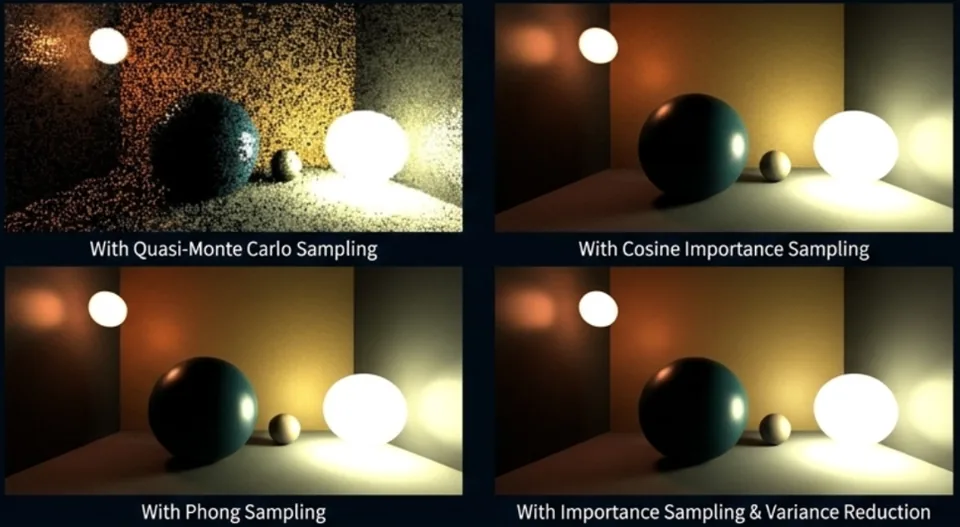 With Quasi-Monte Carlo Sampling
With Cosine Importance Sampling
With Phong Sampling
With Importance Sampling & Variance Reduction